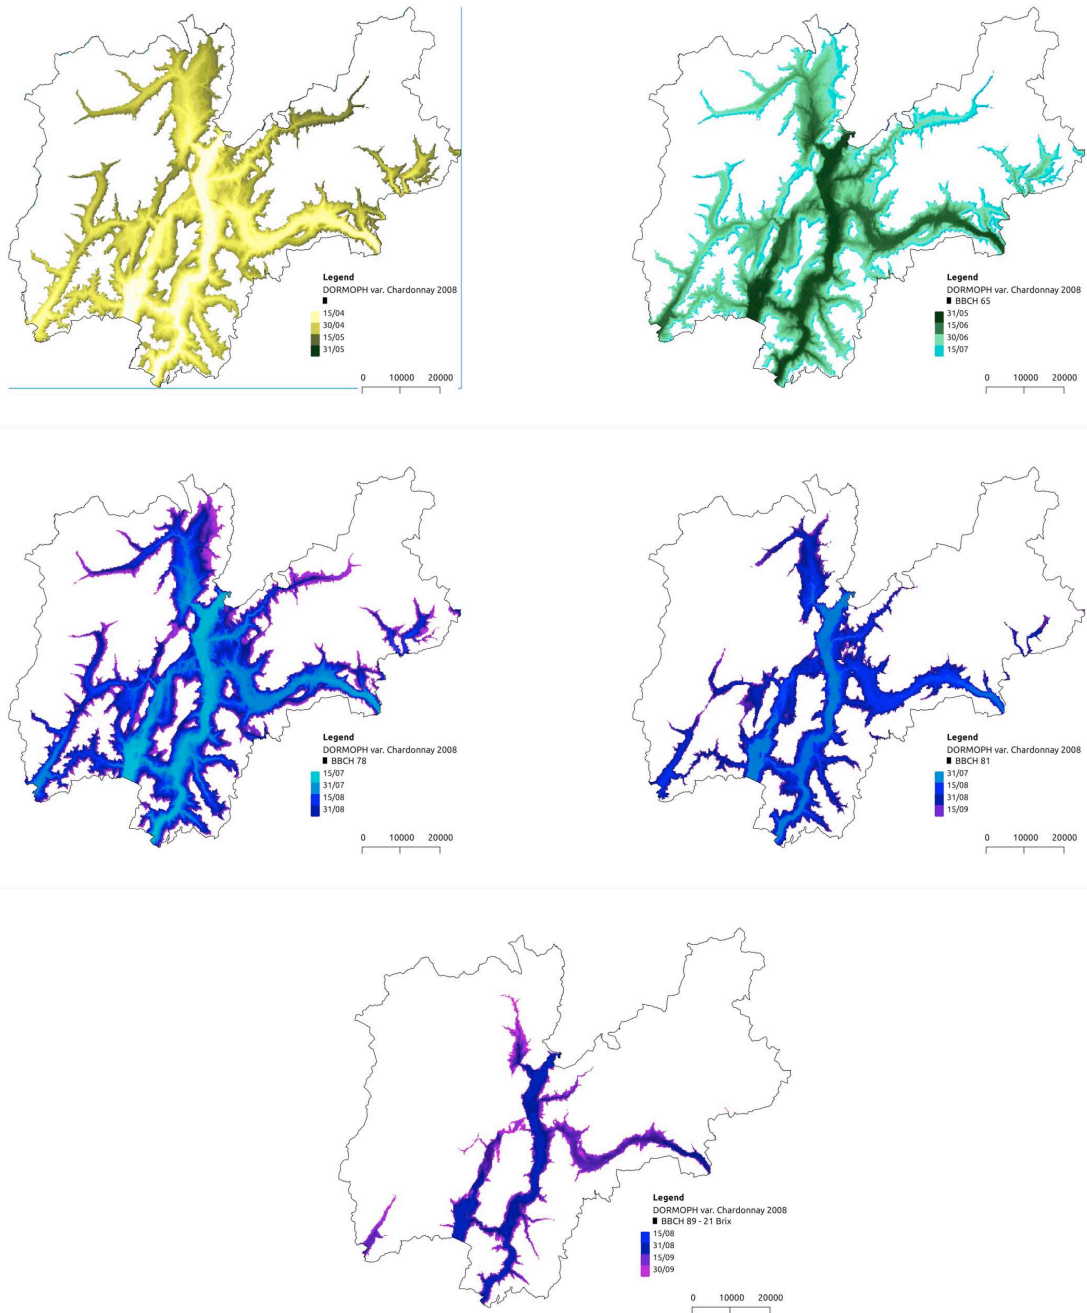 Legend
DORMOPH var. Chardonnay 2008
15/04
30/04
15/05
31/05
0 10000 20000
Legend
DORMOPH var. Chardonnay 2008
BBCH 65
31/05
15/06
30/06
15/07
0 10000 20000
Legend
DORMOPH var. Chardonnay 2008
BBCH 78
15/07
31/07
15/08
31/08
0 10000 20000
Legend
DORMOPH var. Chardonnay 2008
BBCH 81
31/07
15/08
31/08
15/09
0 10000 20000
Legend
DORMOPH var. Chardonnay 2008
BBCH 89 - 21 Brix
15/08
31/08
15/09
30/09
0 10000 20000